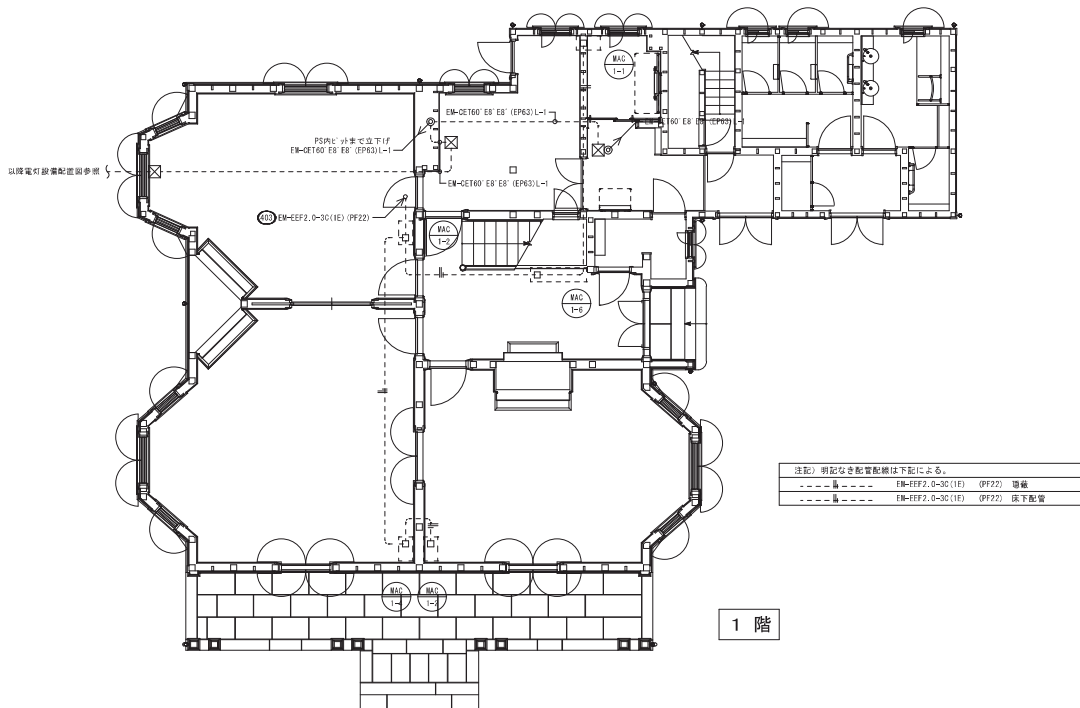 MAC
1-1
EM-CET60゜E8゜E8゜(EP63)L-1
EM-CET60゜E8゜E8゜(EP63)L-1
PS内ピットまで立下げ
EM-CET60゜E8゜E8゜(EP63)L-1
以降電灯設備配置図参照
EM-CET60゜E8゜E8゜(EP63)L-1
403 EM-EEF2.0-3C(1E)(PF22)
MAC
1-2
MAC
1-6
注記) 明記なき配管配線は下記による。
EM-EEF2.0-3C(1E) (PF22) 隠蔽
EM-EEF2.0-3C(1E) (PF22) 床下配管
MAC
MAC
1 階